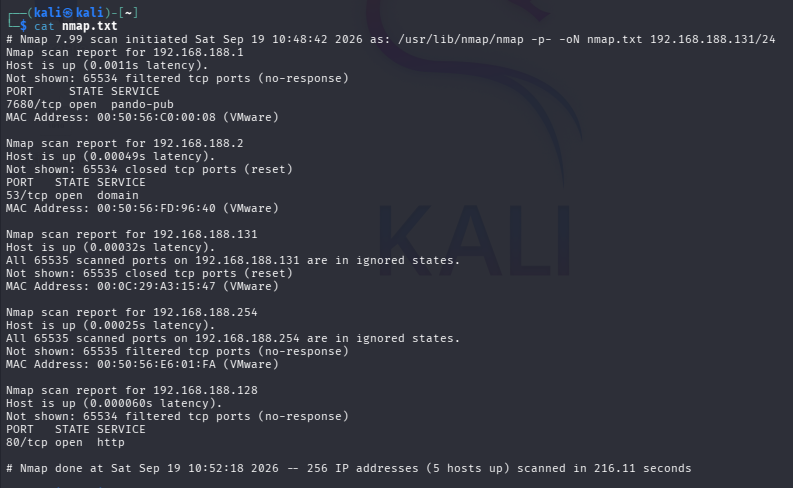 ┌──(kali㉿kali)-[~]
└─$ cat nmap.txt
# Nmap 7.99 scan initiated Sat Sep 19 10:48:42 2026 as: /usr/lib/nmap/nmap -p- -oN nmap.txt 192.168.188.131/24
Nmap scan report for 192.168.188.1
Host is up (0.0011s latency).
Not shown: 65534 filtered tcp ports (no-response)
PORT     STATE SERVICE
7680/tcp open  pando-pub
MAC Address: 00:50:56:C0:00:08 (VMware)

Nmap scan report for 192.168.188.2
Host is up (0.00049s latency).
Not shown: 65534 closed tcp ports (reset)
PORT   STATE SERVICE
53/tcp open  domain
MAC Address: 00:50:56:FD:96:40 (VMware)

Nmap scan report for 192.168.188.131
Host is up (0.00032s latency).
All 65535 scanned ports on 192.168.188.131 are in ignored states.
Not shown: 65535 closed tcp ports (reset)
MAC Address: 00:0C:29:A3:15:47 (VMware)

Nmap scan report for 192.168.188.254
Host is up (0.00025s latency).
All 65535 scanned ports on 192.168.188.254 are in ignored states.
Not shown: 65535 filtered tcp ports (no-response)
MAC Address: 00:50:56:E6:01:FA (VMware)

Nmap scan report for 192.168.188.128
Host is up (0.000060s latency).
Not shown: 65534 filtered tcp ports (no-response)
PORT   STATE SERVICE
80/tcp open  http

# Nmap done at Sat Sep 19 10:52:18 2026 -- 256 IP addresses (5 hosts up) scanned in 216.11 seconds
KALI